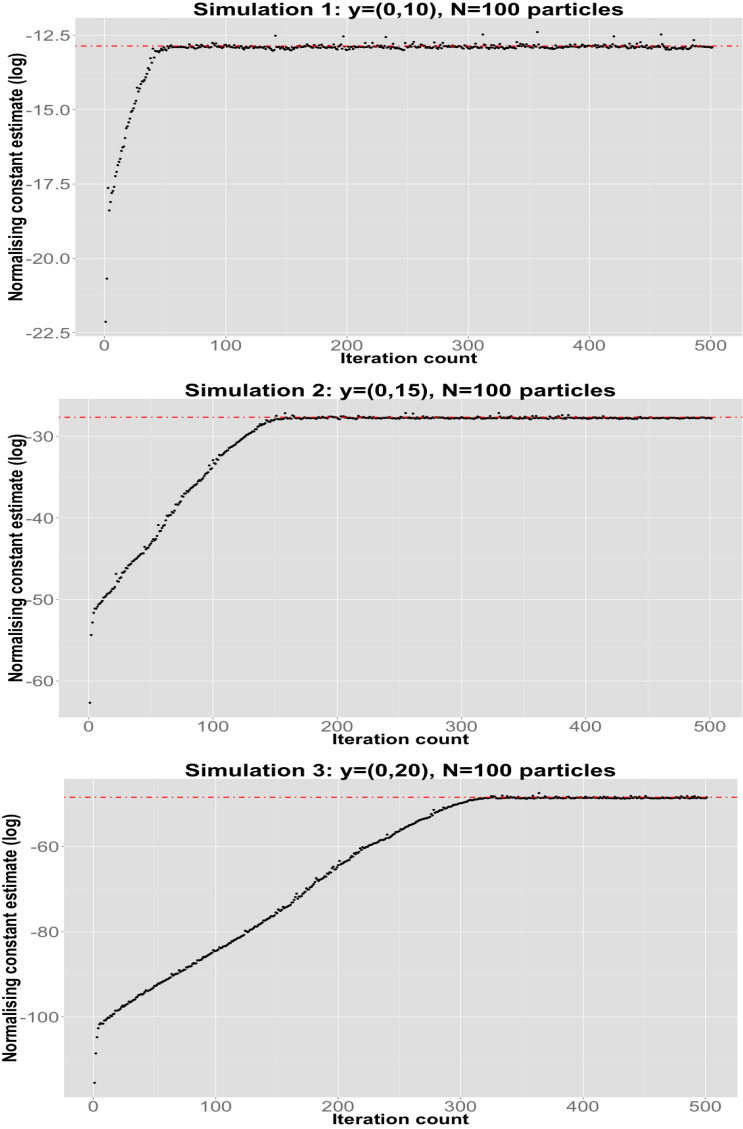 Simulation 1: y=(0,10), N=100 particles
Normalising constant estimate (log)
-12.5
-15.0
-17.5
-20.0
-22.5
0 100 200 300 400 500
Iteration count
Simulation 2: y=(0,15), N=100 particles
Normalising constant estimate (log)
-30
-40
-50
-60
0 100 200 300 400 500
Iteration count
Simulation 3: y=(0,20), N=100 particles
Normalising constant estimate (log)
-60
-80
-100
0 100 200 300 400 500
Iteration count